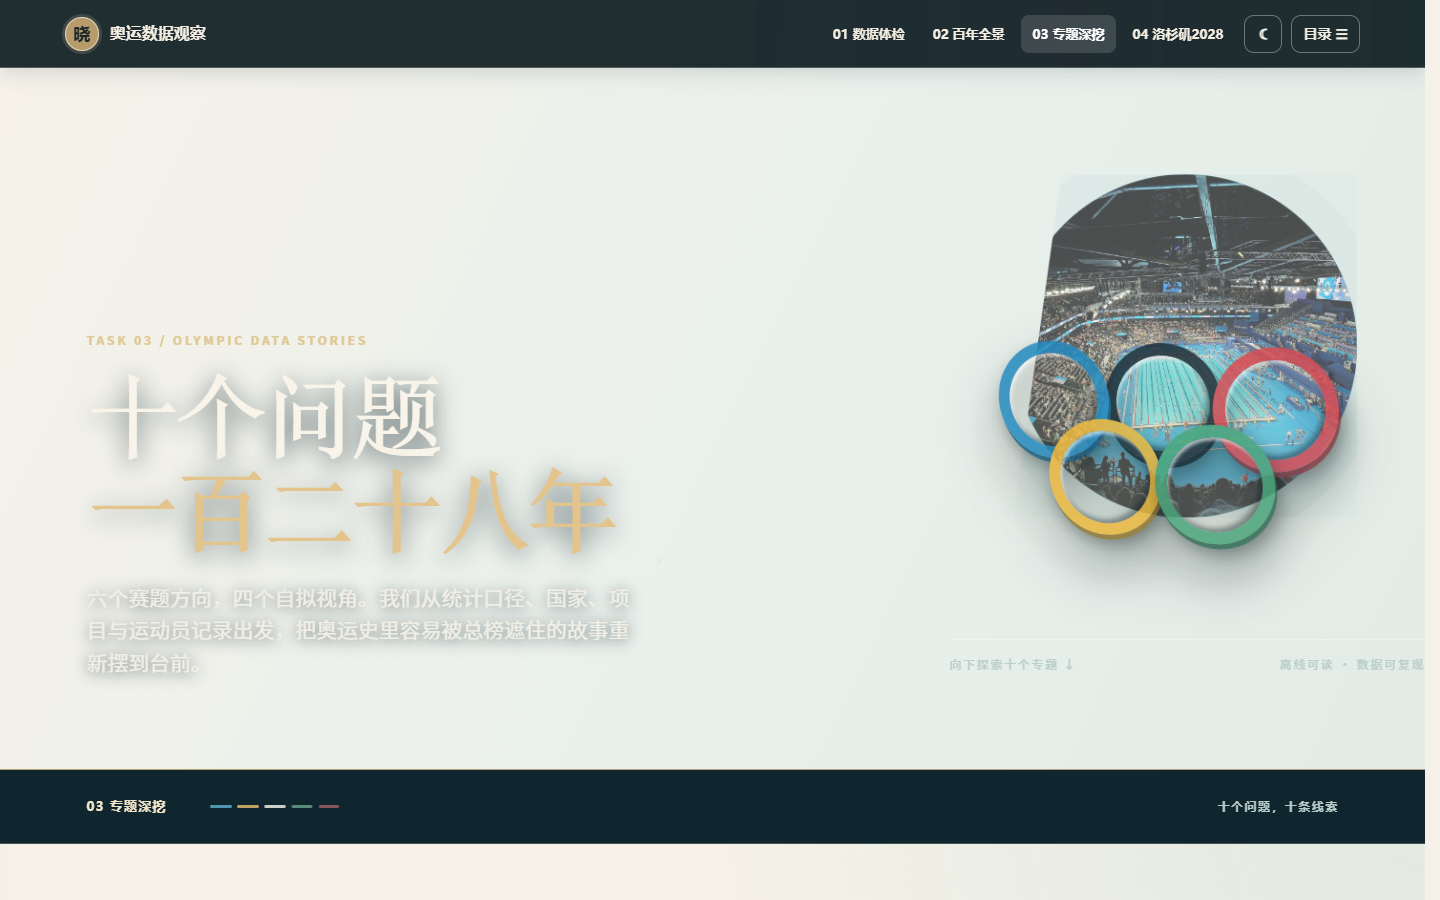 晓 奥运数据观察 01 数据体检 02 百年全景 03 专题深挖 04 洛杉矶2028 目录 ☰
TASK 03 / OLYMPIC DATA STORIES
十个问题
一百二十八年
六个赛题方向，四个自拟视角。我们从统计口径、国家、项
目与运动员记录出发，把奥运史里容易被总榜遮住的故事重
新摆到台前。
向下探索十个专题 ↓ 离线可读 · 数据可复现
03 专题深挖 十个问题，十条线索